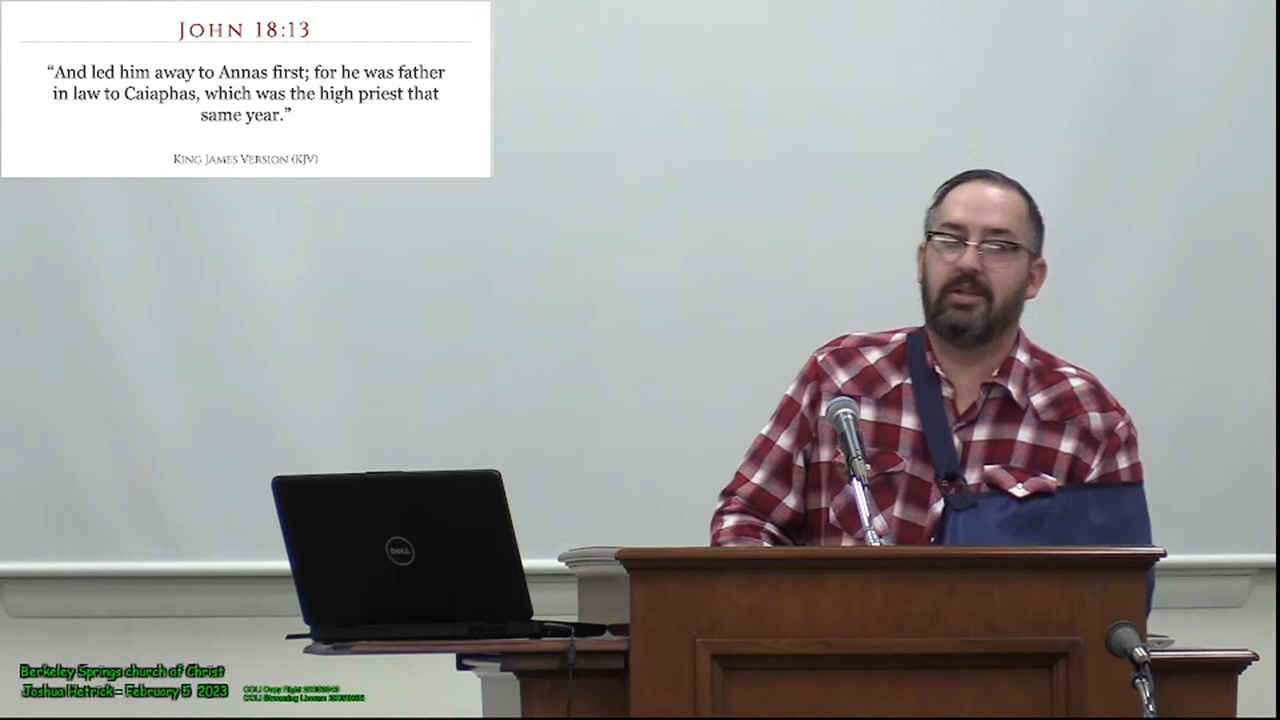 JOHN 18:13
“And led him away to Annas first; for he was father
in law to Caiaphas, which was the high priest that
same year.”
KING JAMES VERSION (KJV)
DELL
Berkeley Springs church of Christ
Joshua Hetrick – February 5 2023